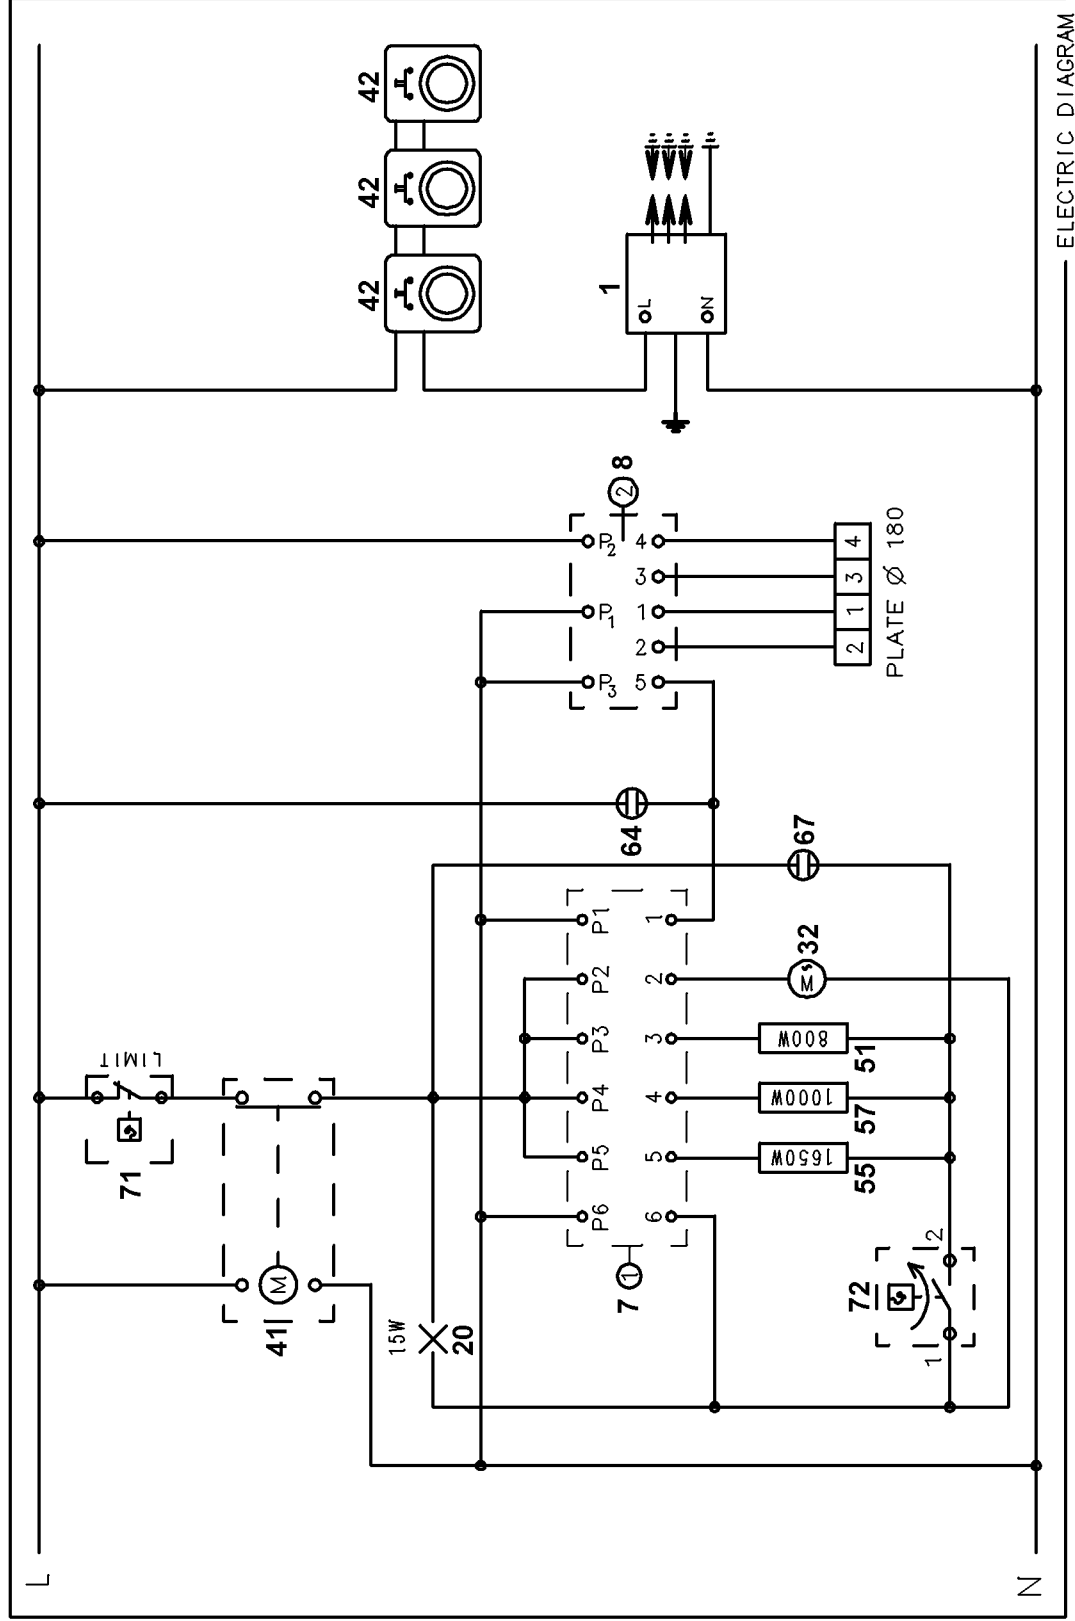 L
71
LIMIT
41
M
15W
20
42 42 42
P6 P5 P4 P3 P2 P1
P3 P1 P2
7 1
64
8 2
1
6 5 4 3 2 1
5 2 1 3 4
L
N
1650W 1000W 800W
M 32
67
55 57 51
72
2 1 3 4
PLATE Ø 180
1 2
N
ELECTRIC DIAGRAM